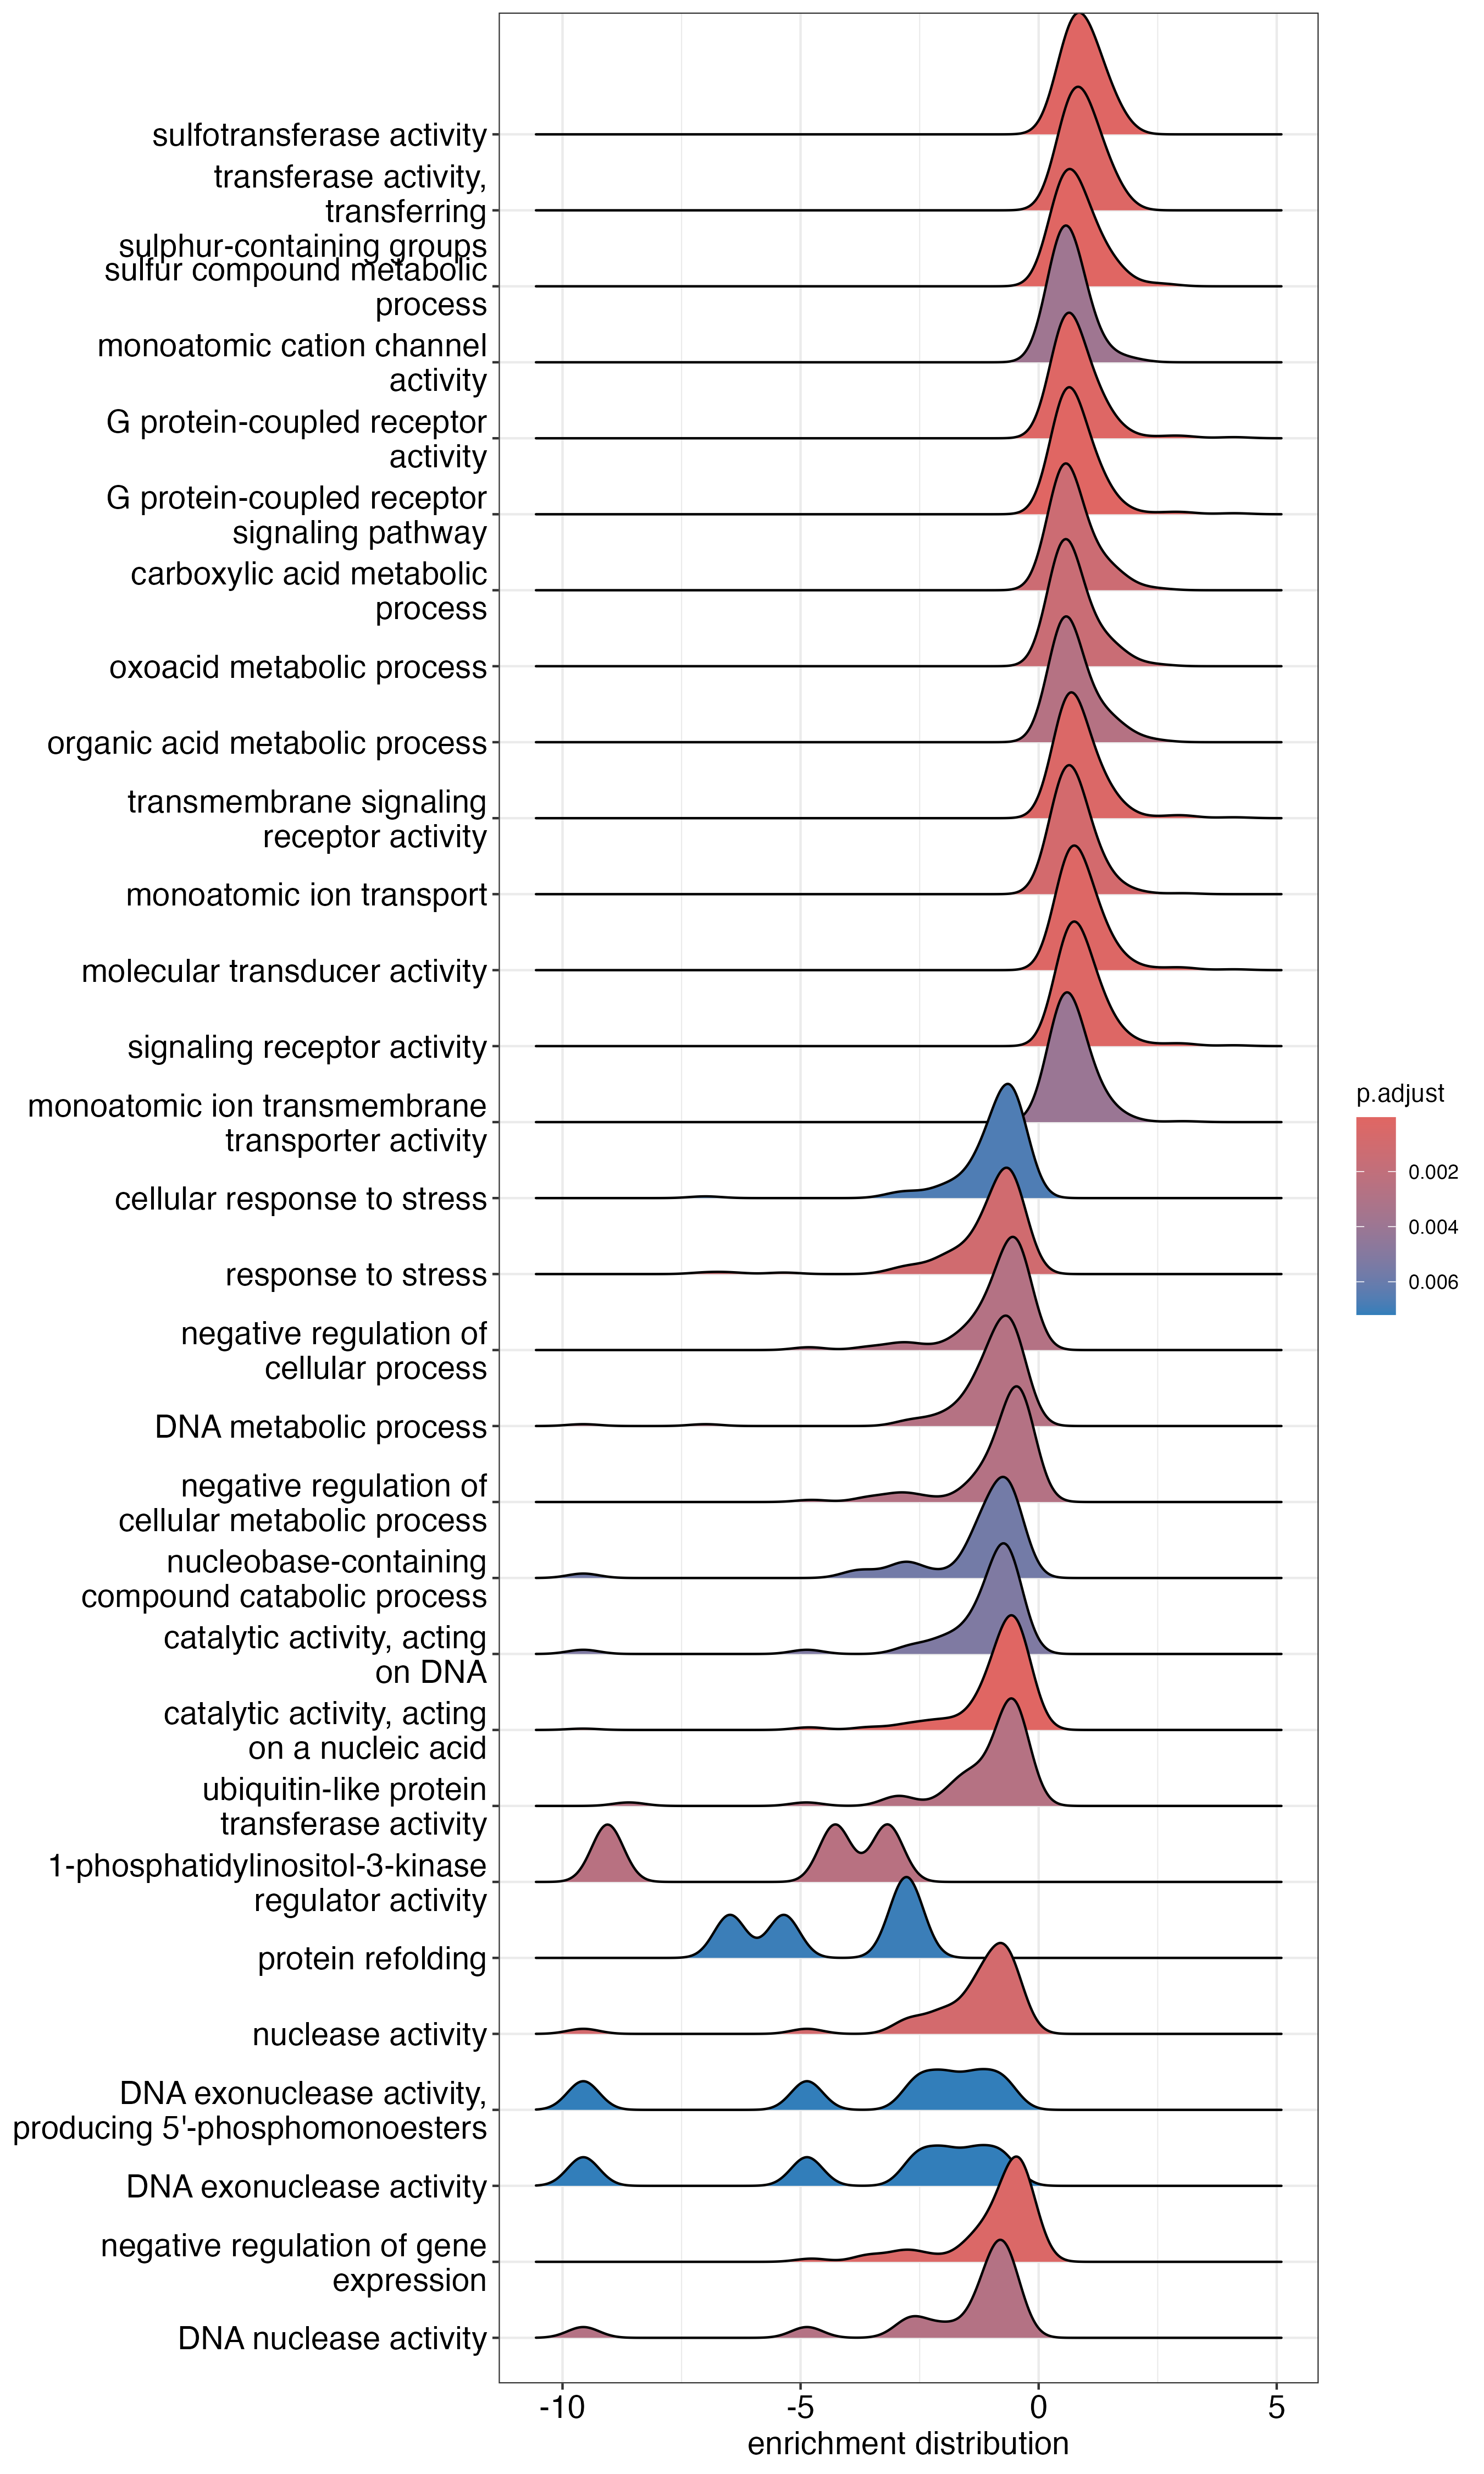 sulfotransferase activity
transferase activity,
transferring
sulphur-containing groups
sulfur compound metabolic
process
monoatomic cation channel
activity
G protein-coupled receptor
activity
G protein-coupled receptor
signaling pathway
carboxylic acid metabolic
process
oxoacid metabolic process
organic acid metabolic process
transmembrane signaling
receptor activity
monoatomic ion transport
molecular transducer activity
signaling receptor activity
monoatomic ion transmembrane
transporter activity
cellular response to stress
response to stress
negative regulation of
cellular process
DNA metabolic process
negative regulation of
cellular metabolic process
nucleobase-containing
compound catabolic process
catalytic activity, acting
on DNA
catalytic activity, acting
on a nucleic acid
ubiquitin-like protein
transferase activity
1-phosphatidylinositol-3-kinase
regulator activity
protein refolding
nuclease activity
DNA exonuclease activity,
producing 5'-phosphomonoesters
DNA exonuclease activity
negative regulation of gene
expression
DNA nuclease activity
-10 -5 0 5
enrichment distribution
p.adjust
0.002
0.004
0.006